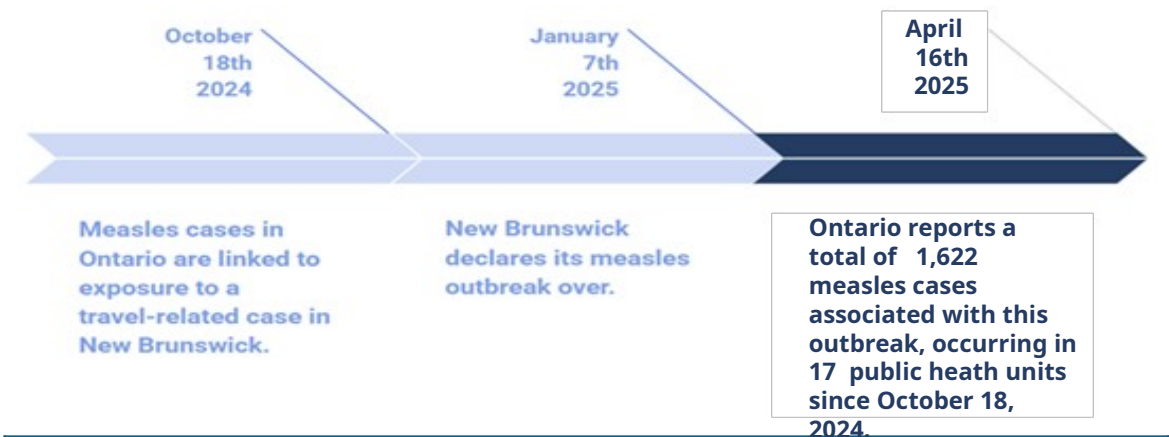 October
18th
2024
January
7th
2025
April
16th
2025
Measles cases in
Ontario are linked to
exposure to a
travel-related case in
New Brunswick.
New Brunswick
declares its measles
outbreak over.
Ontario reports a
total of 1,622
measles cases
associated with this
outbreak, occurring in
17 public heath units
since October 18,
2024.